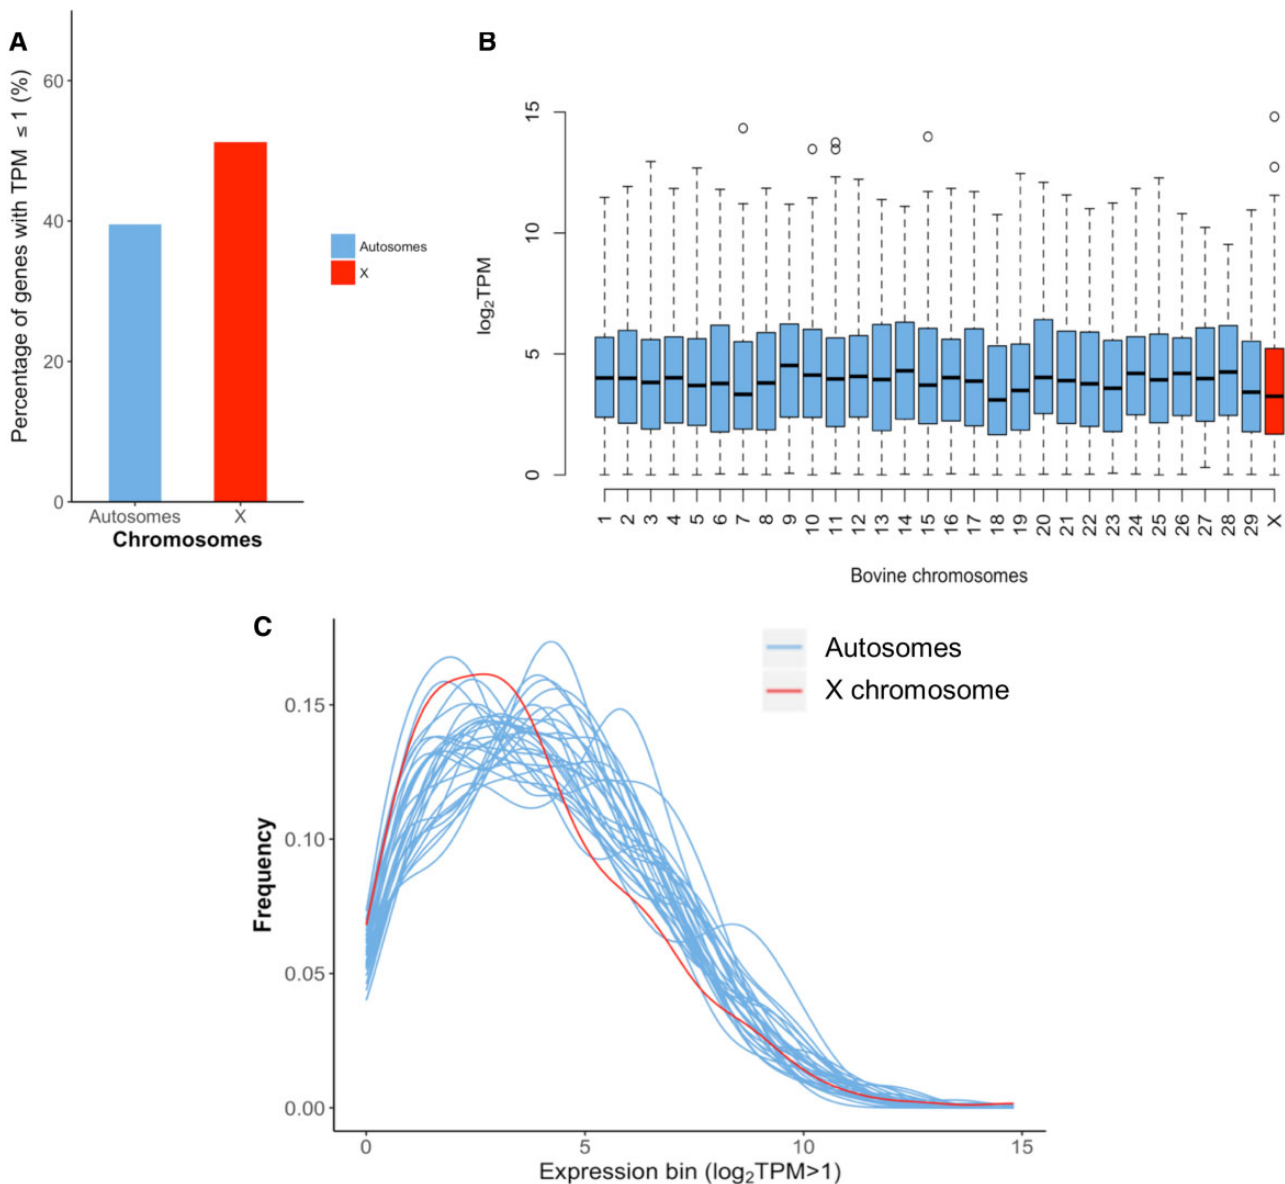 A
Percentage of genes with TPM ≤ 1 (%)
60
40
20
0
Autosomes X
Chromosomes
Autosomes
X
B
log₂TPM
15
10
5
0
1 2 3 4 5 6 7 8 9 10 11 12 13 14 15 16 17 18 19 20 21 22 23 24 25 26 27 28 29 X
Bovine chromosomes
C
Autosomes
X chromosome
Frequency
0.15
0.10
0.05
0.00
0 5 10 15
Expression bin (log₂TPM>1)